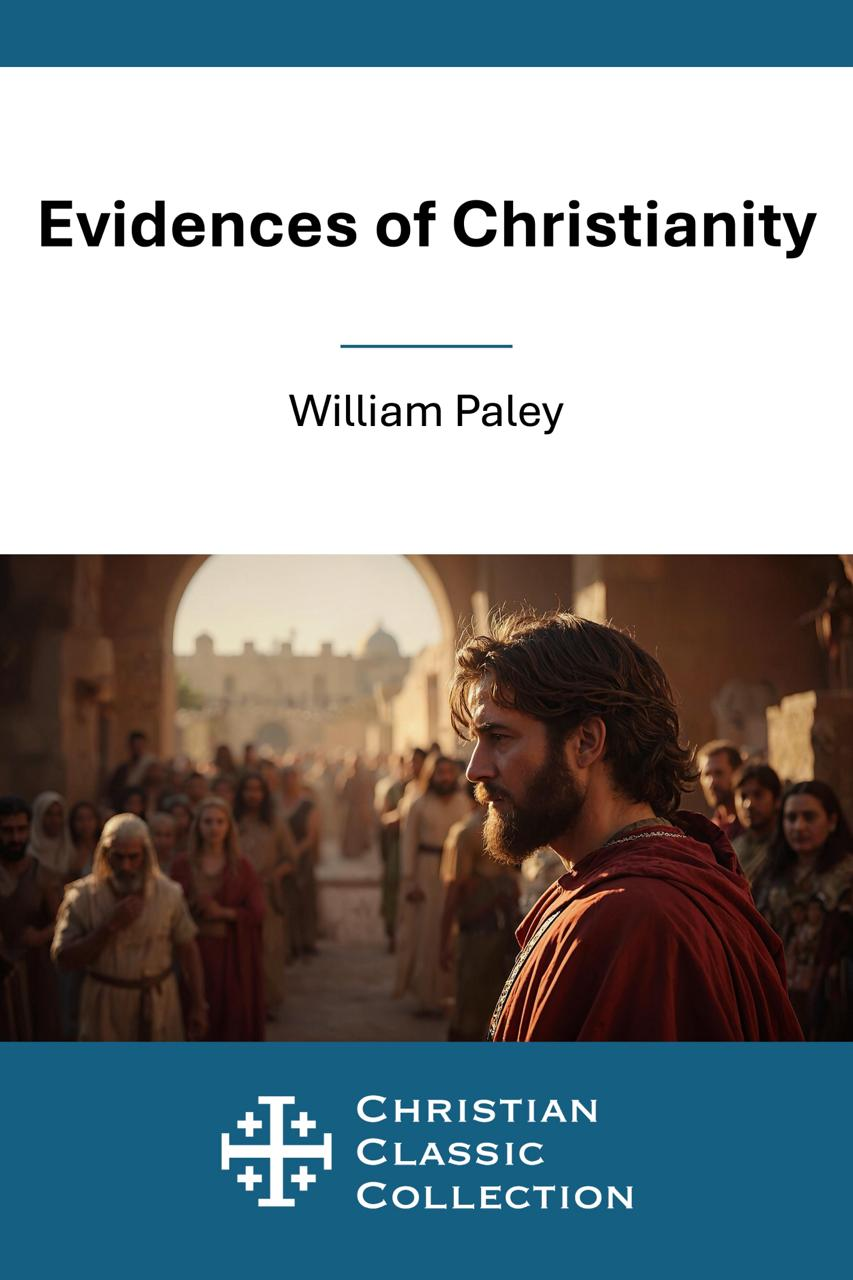 Evidences of Christianity
William Paley
CHRISTIAN
CLASSIC
COLLECTION